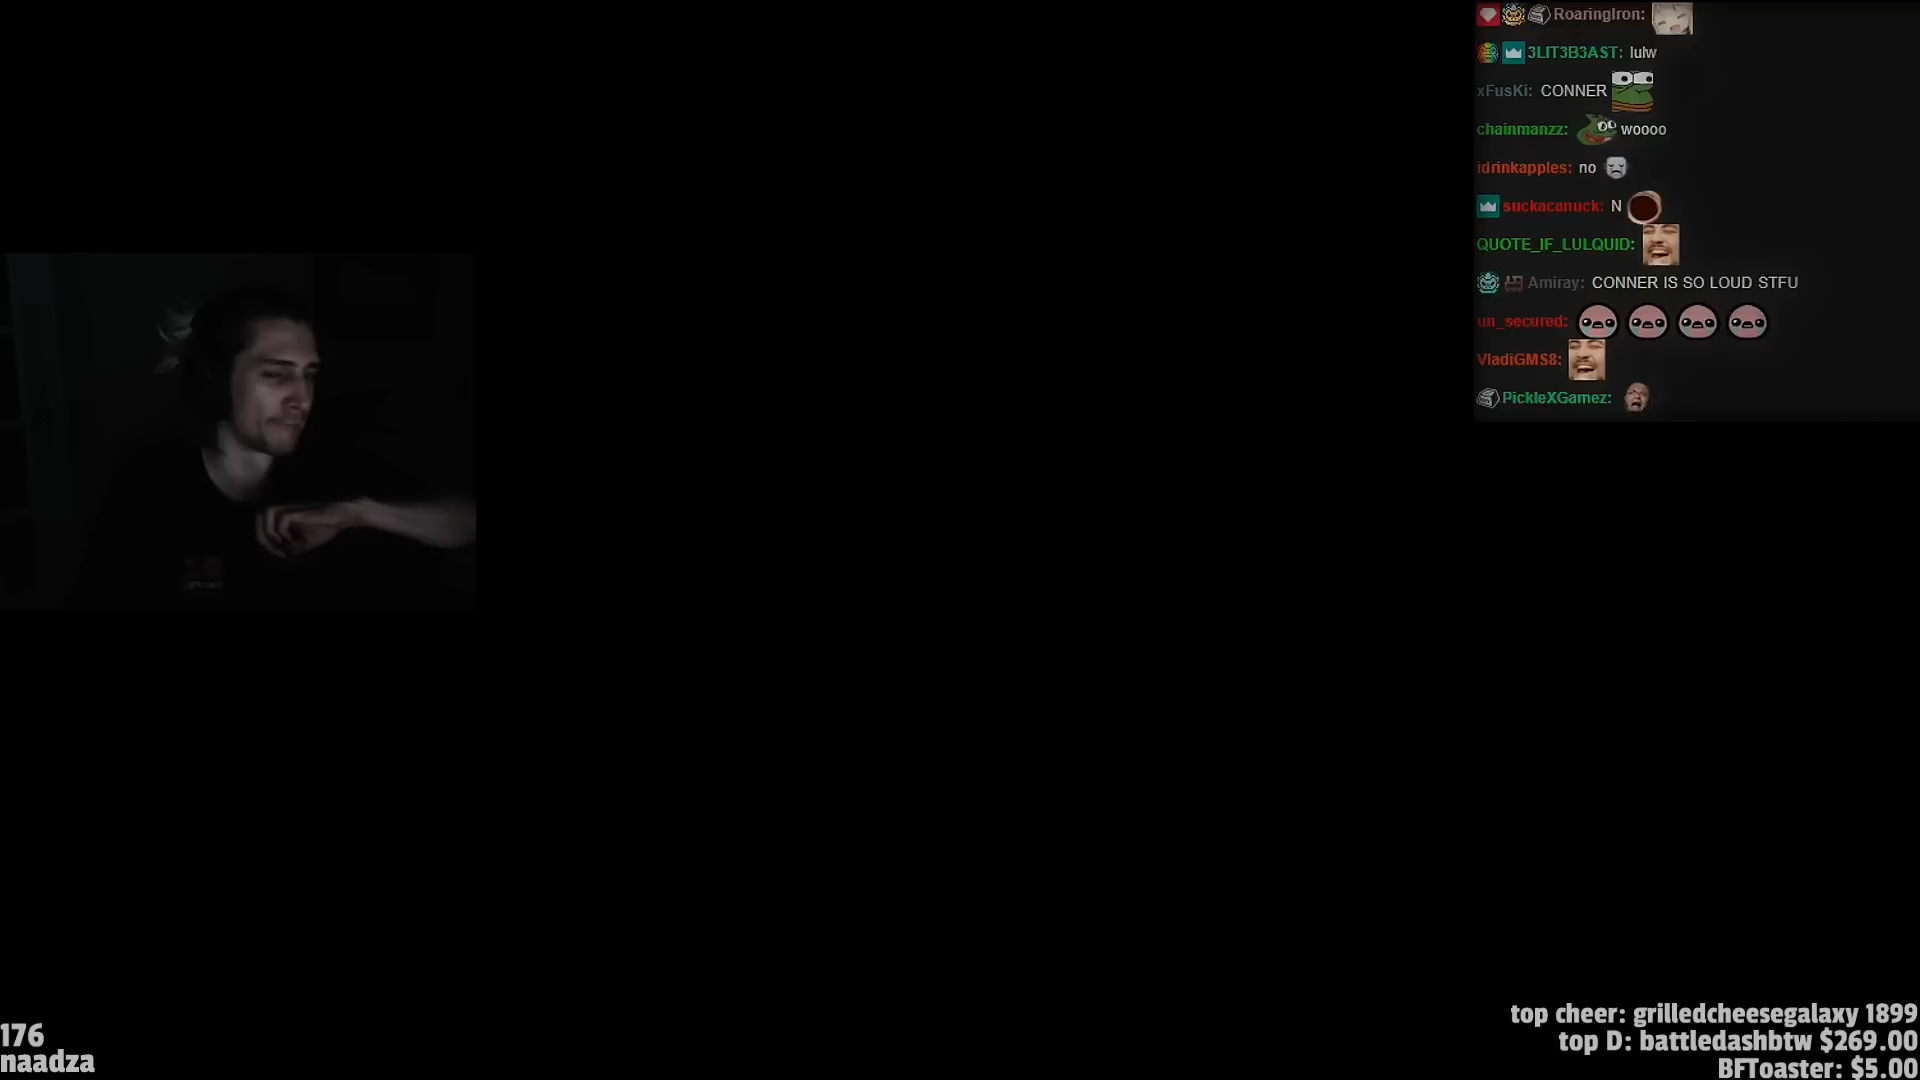 RoaringIron:
3LIT3B3AST: lulw
xFusKi: CONNER
chainmanzz: woooo
idrinkapples: no
suckacanuck: N
QUOTE_IF_LULQUID:
Amiray: CONNER IS SO LOUD STFU
un_secured:
VladiGMS8:
PickleXGamez:
176
naadza
top cheer: grilledcheesegalaxy 1899
top D: battledashbtw $269.00
BFToaster: $5.00